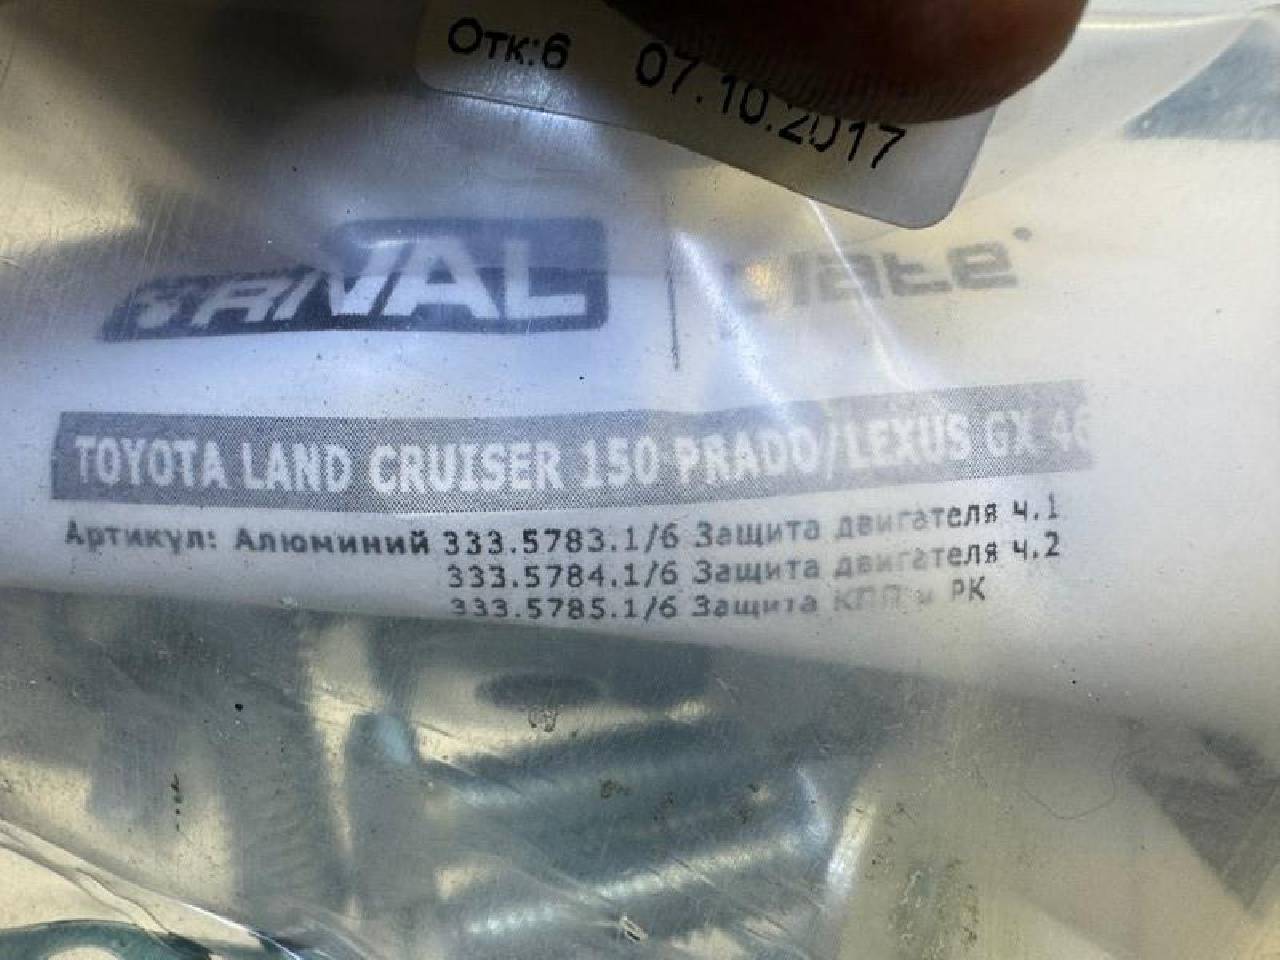 Отк:6 07.10.2017
RIVAL
TOYOTA LAND CRUISER 150 PRADO/LEXUS GX
Артикул: Алюминий 333.5783.1/6 Защита двигателя ч.1
333.5784.1/6 Защита двигателя ч.2
333.5785.1/6 Защита КПП и РК